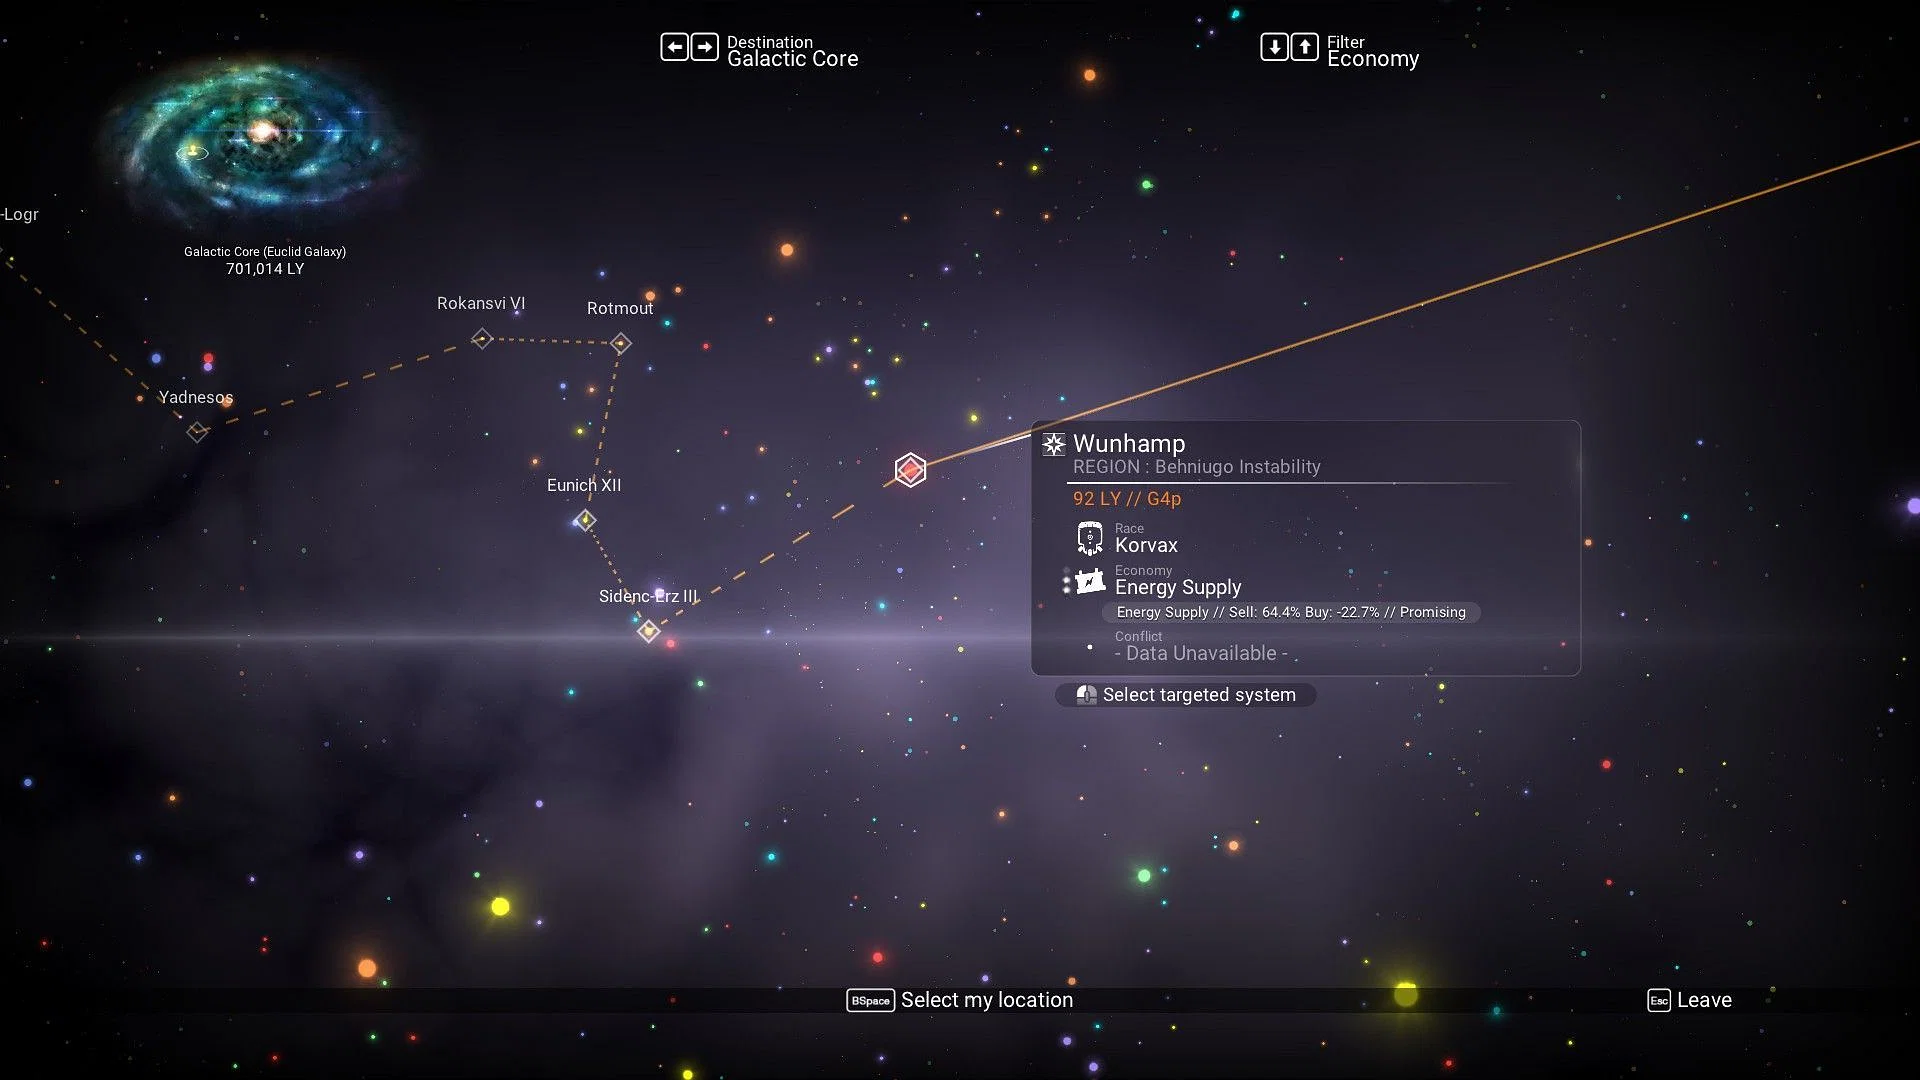 Destination
Galactic Core
Filter
Economy
-Logr
Galactic Core (Euclid Galaxy)
701,014 LY
Rokansvi VI
Rotmout
Yadnesos
Eunich XII
Sidenc-Erz III
Wunhamp
REGION : Behniugo Instability
92 LY // G4p
Race
Korvax
Economy
Energy Supply
Energy Supply // Sell: 64.4% Buy: -22.7% // Promising
Conflict
- Data Unavailable -
Select targeted system
BSpace Select my location
Esc Leave